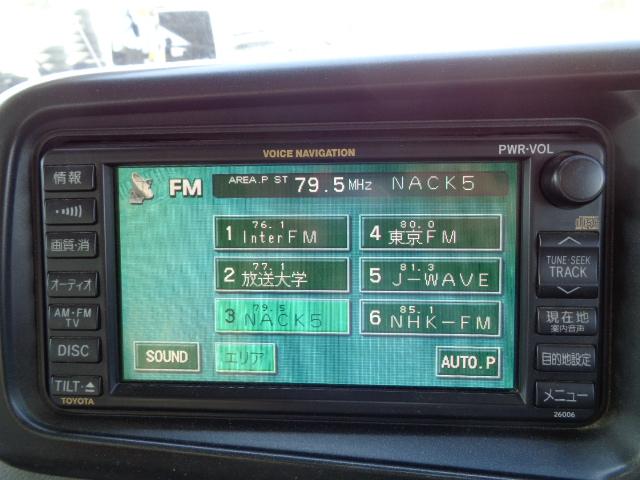 VOICE NAVIGATION
PWR·VOL
情報
画質·消
オーディオ
AM·FM
TV
DISC
TILT·⏏
TOYOTA
FM
AREA.P ST 79.5MHz NACK5
76.1
1 InterFM
77.1
2 放送大学
79.5
3 NACK5
80.0
4 東京FM
81.3
5 J-WAVE
85.1
6 NHK-FM
SOUND
エリア
AUTO.P
TUNE·SEEK
TRACK
現在地
案内音声
目的地設定
メニュー
26006